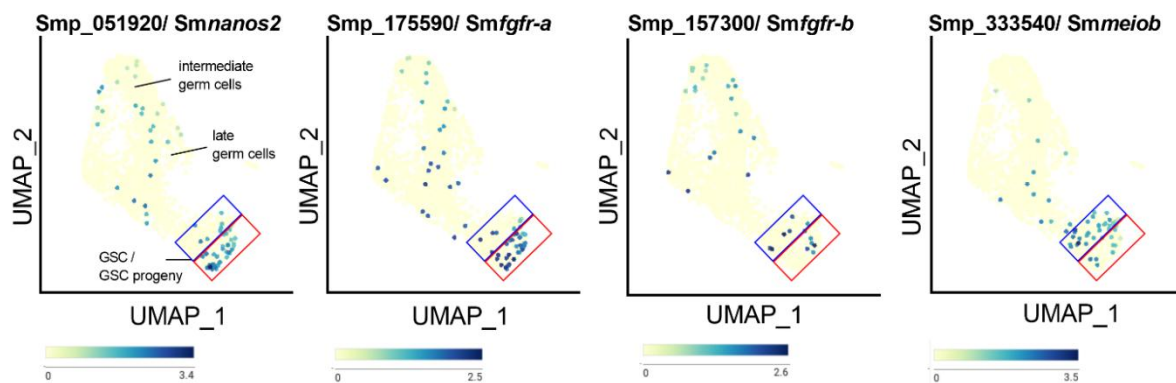 Smp_051920/ Smnanos2
Smp_175590/ Smfgfr-a
Smp_157300/ Smfgfr-b
Smp_333540/ Smmeiob
intermediate
germ cells
late
germ cells
GSC /
GSC progeny
UMAP_2
UMAP_2
UMAP_2
UMAP_2
UMAP_1
UMAP_1
UMAP_1
UMAP_1
0 3.4
0 2.5
0 2.6
0 3.5